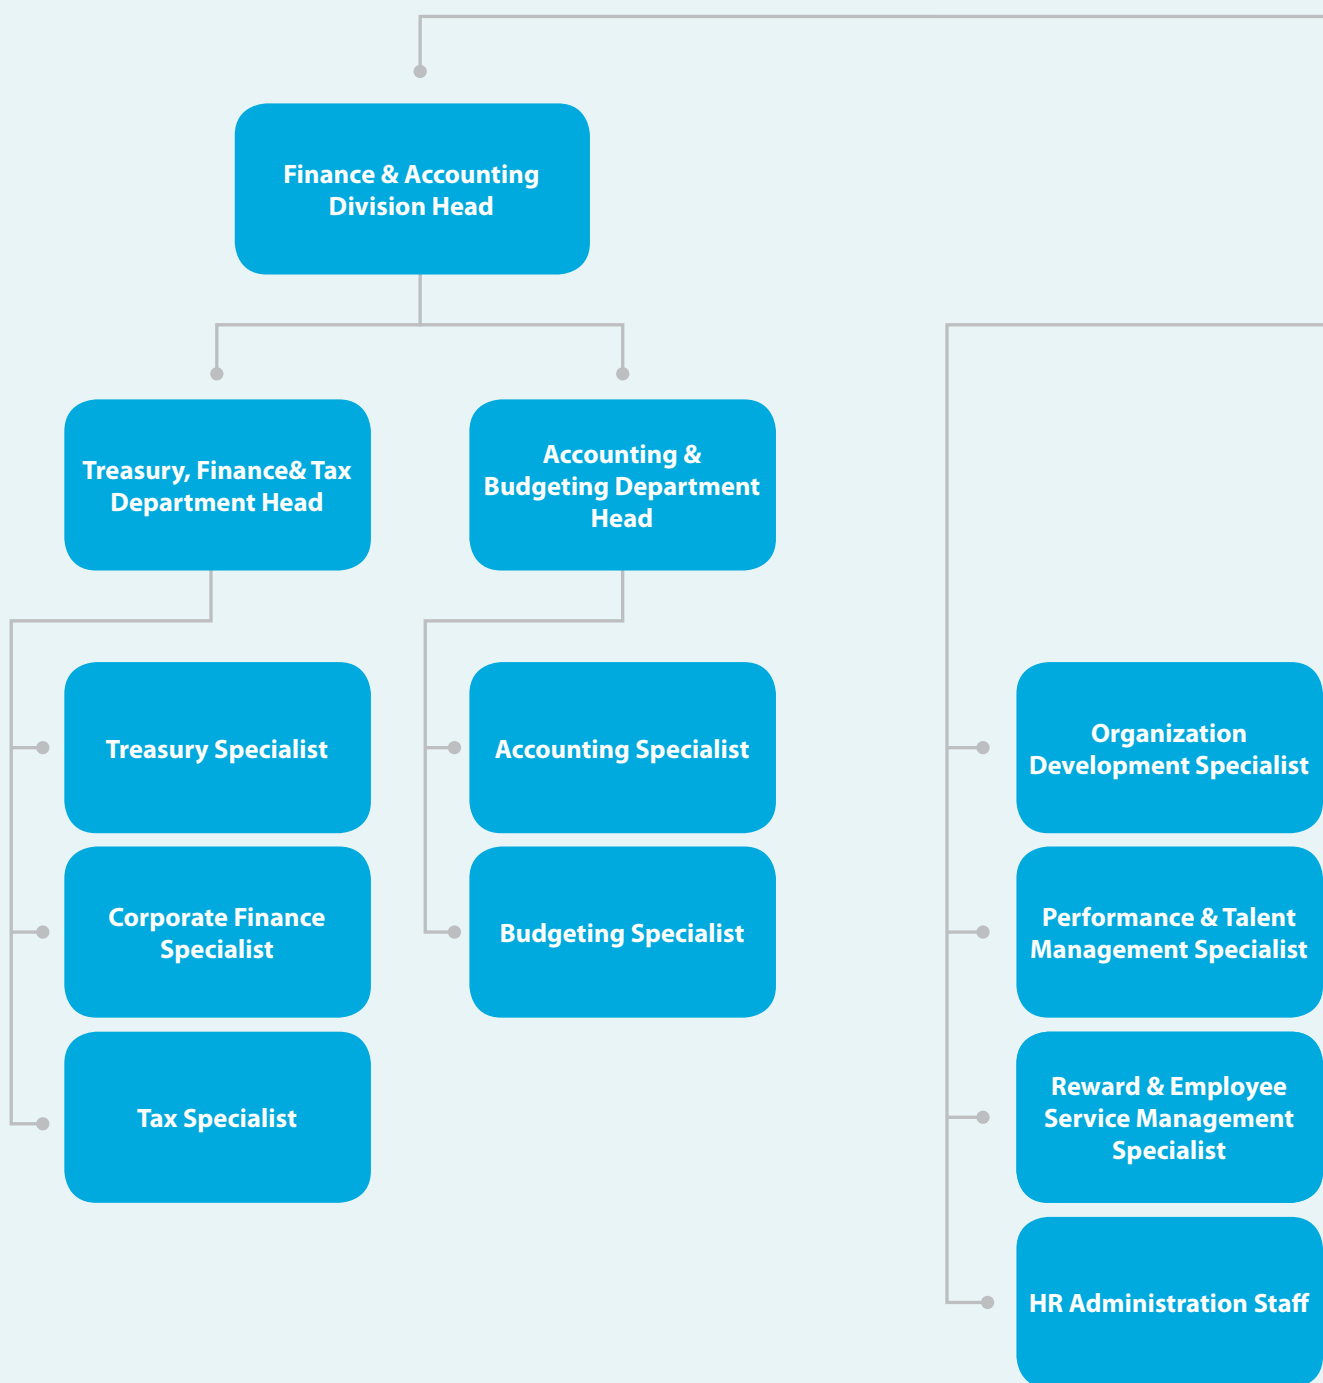 Finance & Accounting
Division Head
Treasury, Finance& Tax
Department Head
Accounting &
Budgeting Department
Head
Treasury Specialist
Corporate Finance
Specialist
Tax Specialist
Accounting Specialist
Budgeting Specialist
Organization
Development Specialist
Performance & Talent
Management Specialist
Reward & Employee
Service Management
Specialist
HR Administration Staff